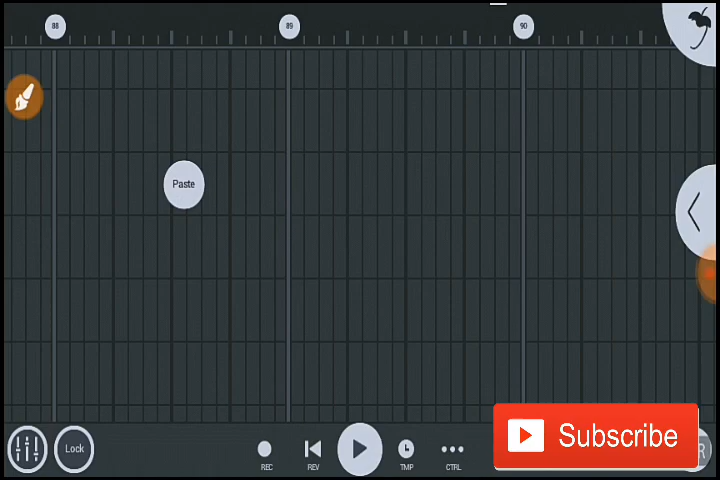 88 89 90
Paste
Lock
REC REV TMP CTRL
Subscribe
R